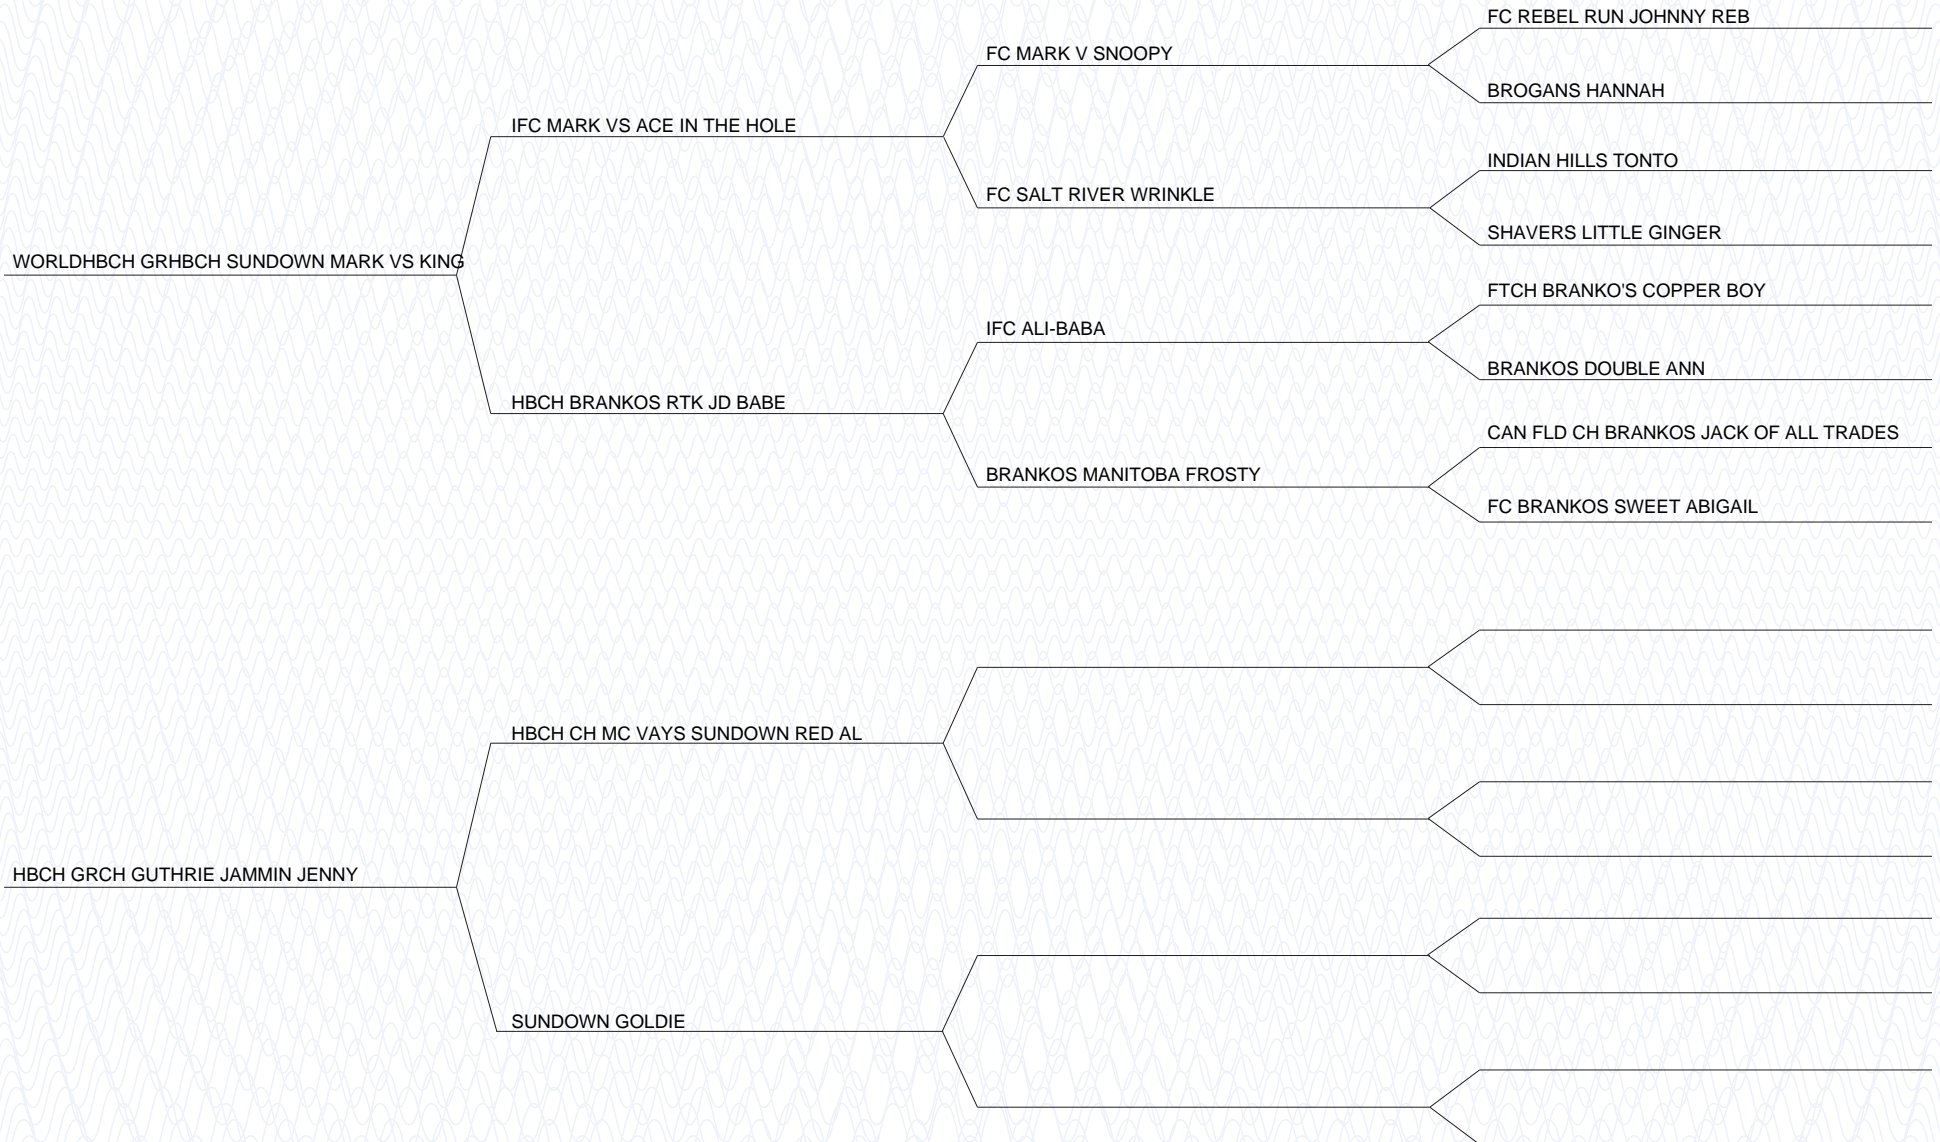 FC REBEL RUN JOHNNY REB
FC MARK V SNOOPY
BROGANS HANNAH
IFC MARK VS ACE IN THE HOLE
INDIAN HILLS TONTO
FC SALT RIVER WRINKLE
SHAVERS LITTLE GINGER
WORLDHBCH GRHBCH SUNDOWN MARK VS KING
FTCH BRANKO'S COPPER BOY
IFC ALI-BABA
BRANKOS DOUBLE ANN
HBCH BRANKOS RTK JD BABE
CAN FLD CH BRANKOS JACK OF ALL TRADES
BRANKOS MANITOBA FROSTY
FC BRANKOS SWEET ABIGAIL
HBCH CH MC VAYS SUNDOWN RED AL
HBCH GRCH GUTHRIE JAMMIN JENNY
SUNDOWN GOLDIE